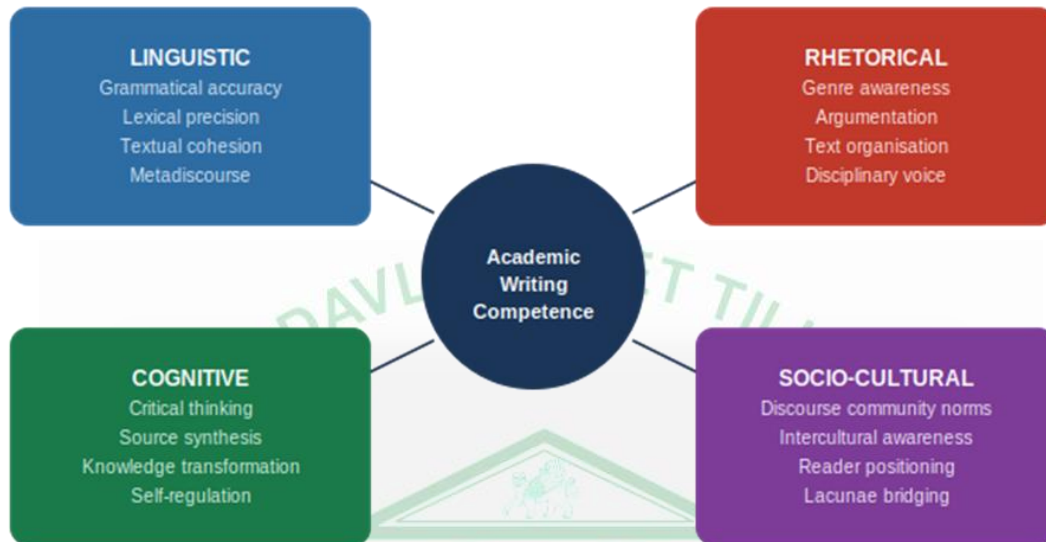 LINGUISTIC
Grammatical accuracy
Lexical precision
Textual cohesion
Metadiscourse
RHETORICAL
Genre awareness
Argumentation
Text organisation
Disciplinary voice
Academic
Writing
Competence
COGNITIVE
Critical thinking
Source synthesis
Knowledge transformation
Self-regulation
SOCIO-CULTURAL
Discourse community norms
Intercultural awareness
Reader positioning
Lacunae bridging